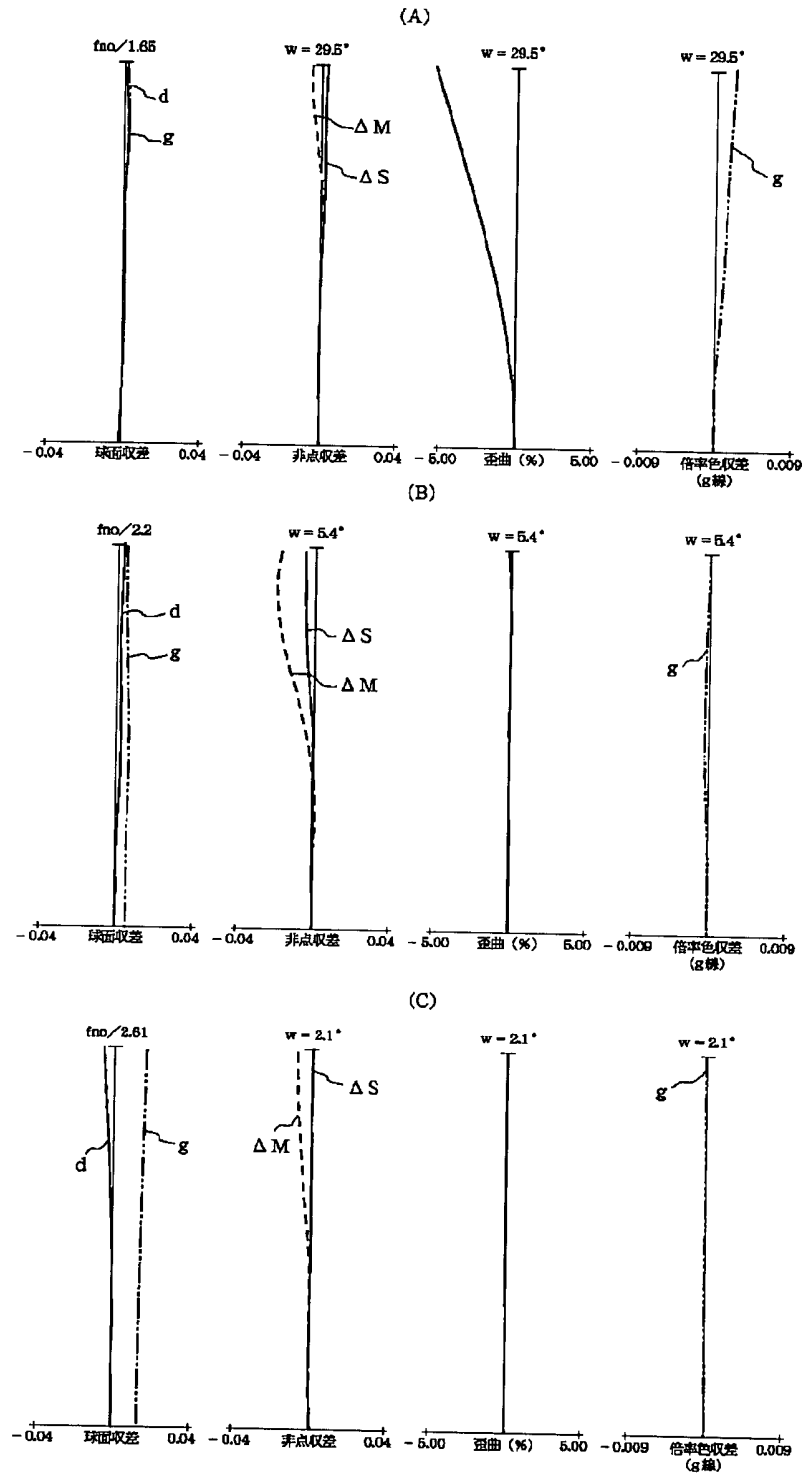 (A)
fno/1.65
w = 29.5°
w = 29.5°
w = 29.5°
d
g
ΔM
ΔS
g
-0.04 球面収差 0.04
-0.04 非点収差 0.04
-5.00 歪曲 (%) 5.00
-0.009 倍率色収差 (g線) 0.009
(B)
fno/2.2
w = 5.4°
w = 5.4°
w = 5.4°
d
g
ΔS
ΔM
g
-0.04 球面収差 0.04
-0.04 非点収差 0.04
-5.00 歪曲 (%) 5.00
-0.009 倍率色収差 (g線) 0.009
(C)
fno/2.61
w = 2.1°
w = 2.1°
w = 2.1°
d
g
ΔS
ΔM
g
-0.04 球面収差 0.04
-0.04 非点収差 0.04
-5.00 歪曲 (%) 5.00
-0.009 倍率色収差 (g線) 0.009